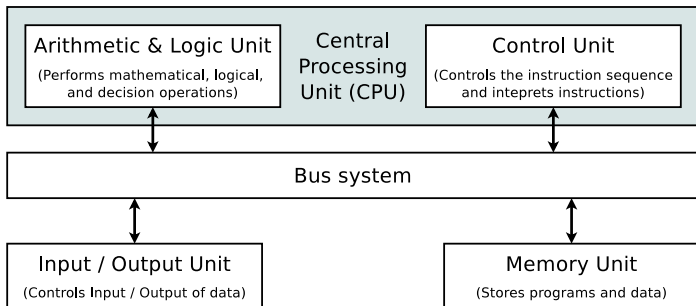 Arithmetic & Logic Unit
(Performs mathematical, logical,
and decision operations)
Central
Processing
Unit (CPU)
Control Unit
(Controls the instruction sequence
and inteprets instructions)
Bus system
Input / Output Unit
(Controls Input / Output of data)
Memory Unit
(Stores programs and data)